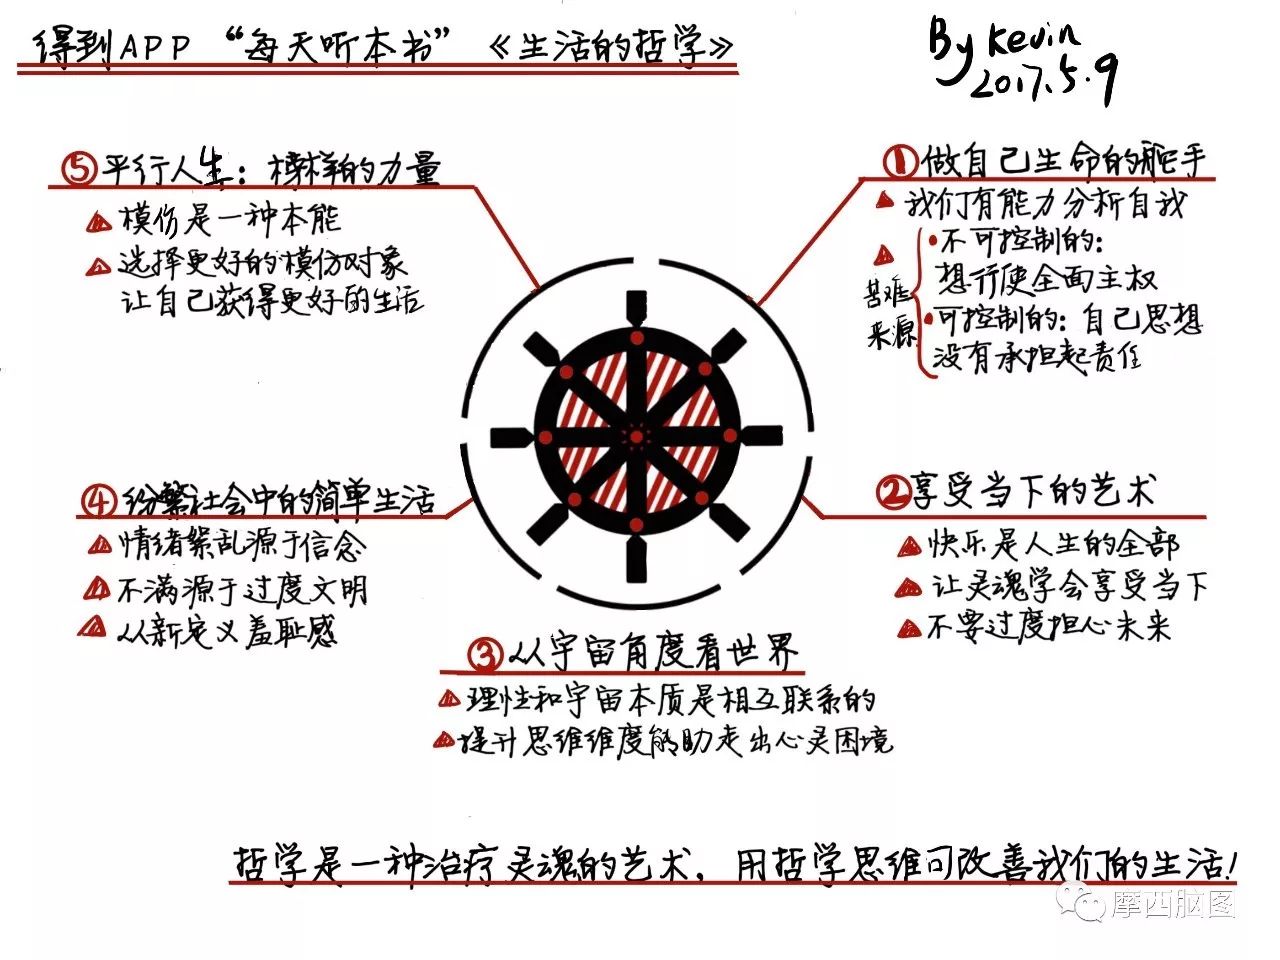 得到APP “每天听本书” 《生活的哲学》
By Kevin
2017.5.9
①做自己生命的舵手
我们有能力分析自我
苦难
来源
·不可控制的:
想行使全面主权
·可控制的: 自己思想
没有承担起责任
②享受当下的艺术
快乐是人生的全部
让灵魂学会享受当下
不要过度担心未来
③从宇宙角度看世界
理性和宇宙本质是相互联系的
提升思维维度能助走出心灵困境
④纷繁社会中的简单生活
情绪紊乱源于信念
不满源于过度文明
从新定义羞耻感
⑤平行人生: 榜样的力量
模仿是一种本能
选择更好的模仿对象
让自己获得更好的生活
哲学是一种治疗灵魂的艺术, 用哲学思维可改善我们的生活!
摩西脑图